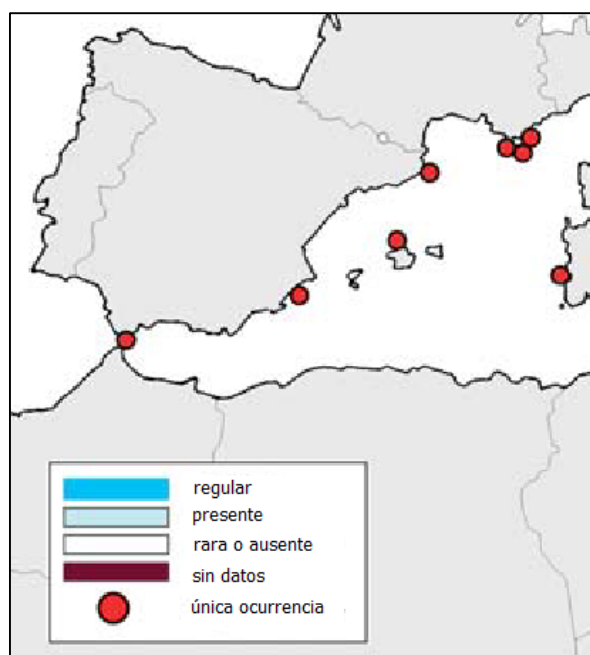 regular
presente
rara o ausente
sin datos
única ocurrencia